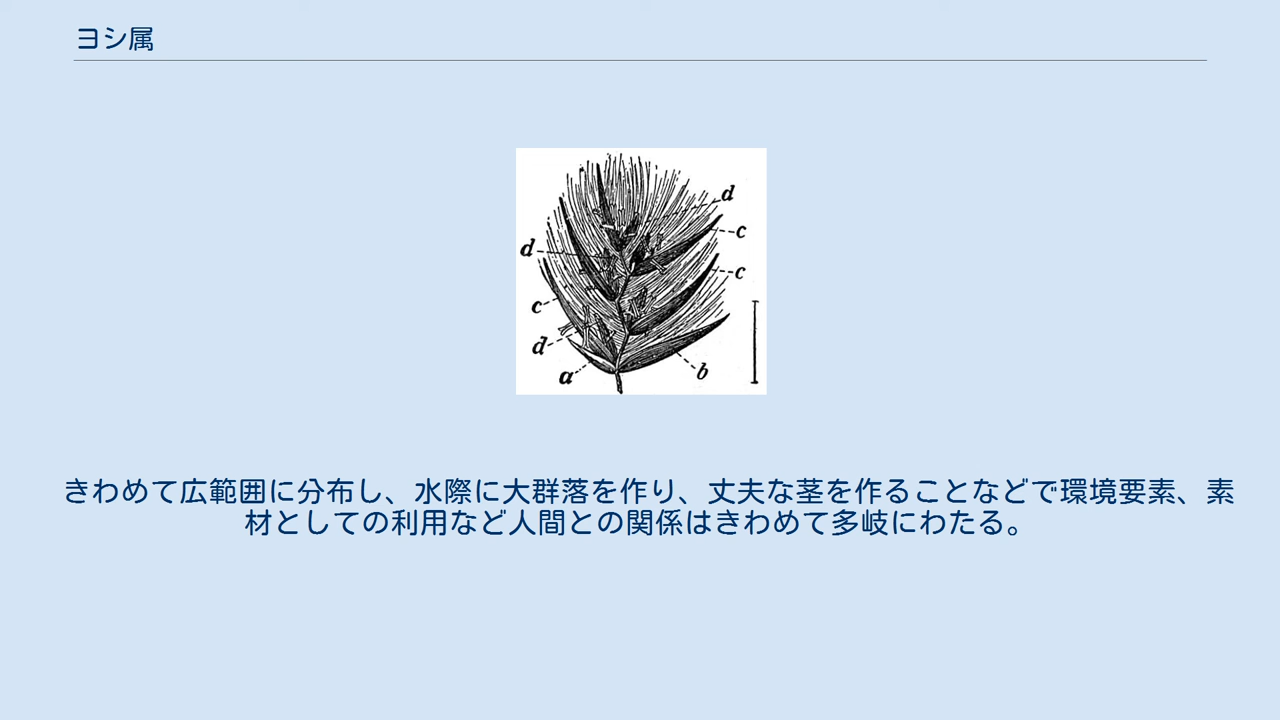 ヨシ属
d
c
d
c
c
d
a
b
きわめて広範囲に分布し、水際に大群落を作り、丈夫な茎を作ることなどで環境要素、素
材としての利用など人間との関係はきわめて多岐にわたる。